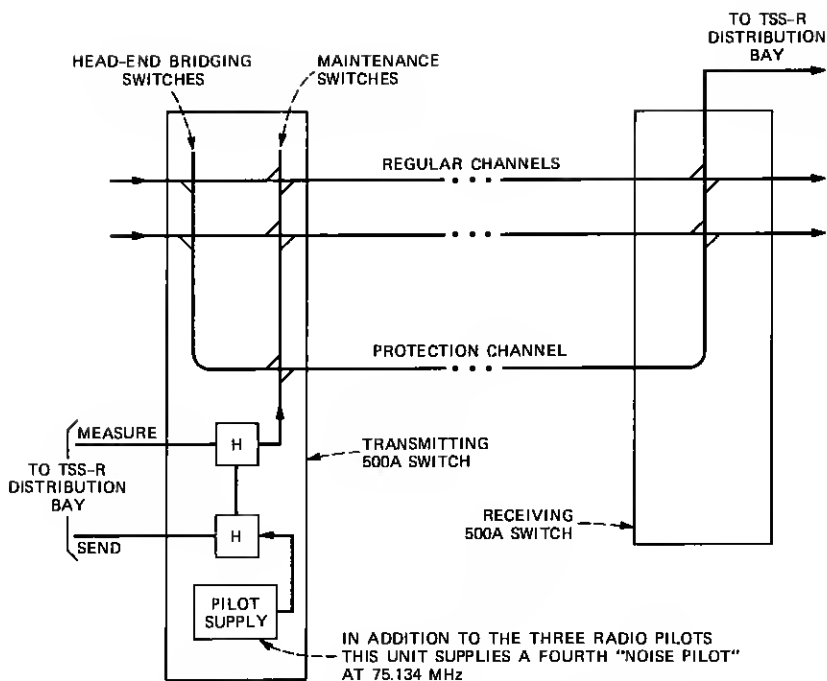 TO TSS-R
DISTRIBUTION
BAY
HEAD-END BRIDGING
SWITCHES
MAINTENANCE
SWITCHES
REGULAR CHANNELS
PROTECTION CHANNEL
MEASURE
H
TRANSMITTING
500A SWITCH
TO TSS-R
DISTRIBUTION
BAY
SEND
H
RECEIVING
500A SWITCH
PILOT
SUPPLY
IN ADDITION TO THE THREE RADIO PILOTS
THIS UNIT SUPPLIES A FOURTH "NOISE PILOT"
AT 75.134 MHz